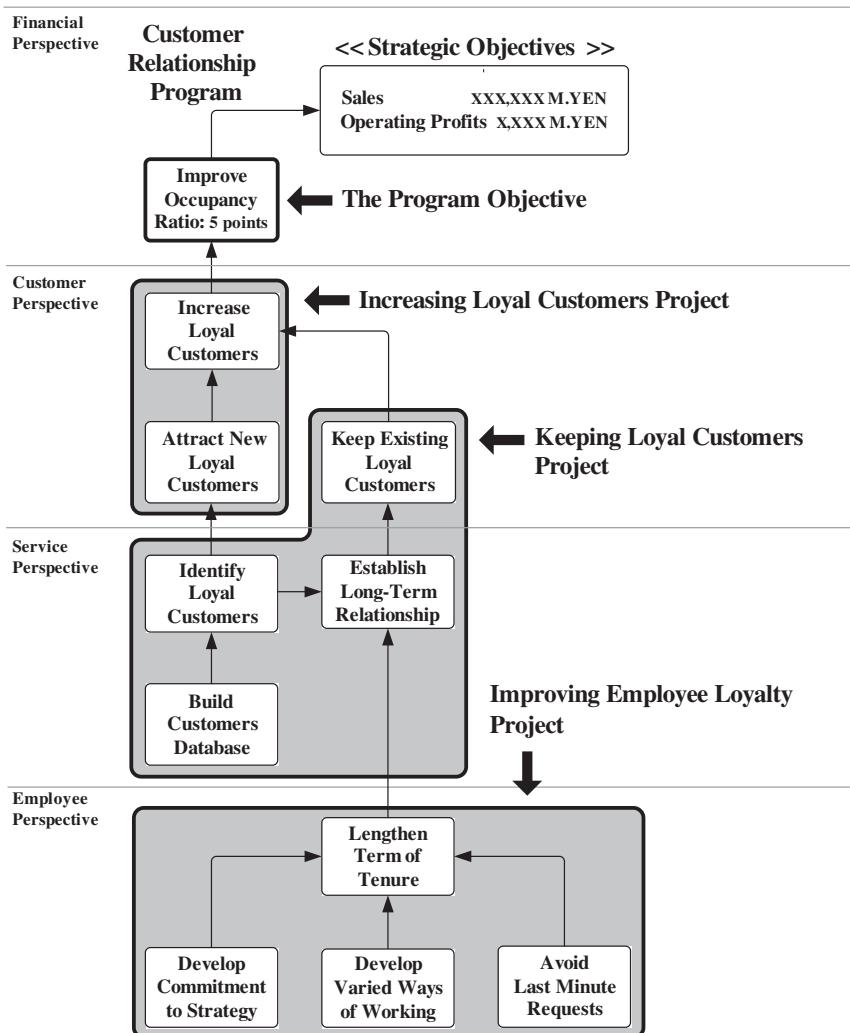 Financial
Perspective
Customer
Relationship
Program
<< Strategic Objectives >>
Sales XXX,XXX M.YEN
Operating Profits X,XXX M.YEN
Improve
Occupancy
Ratio: 5 points
The Program Objective
Customer
Perspective
Increase
Loyal
Customers
Increasing Loyal Customers Project
Attract New
Loyal
Customers
Keep Existing
Loyal
Customers
Keeping Loyal Customers
Project
Service
Perspective
Identify
Loyal
Customers
Establish
Long-Term
Relationship
Build
Customers
Database
Improving Employee Loyalty
Project
Employee
Perspective
Lengthen
Term of
Tenure
Develop
Commitment
to Strategy
Develop
Varied Ways
of Working
Avoid
Last Minute
Requests